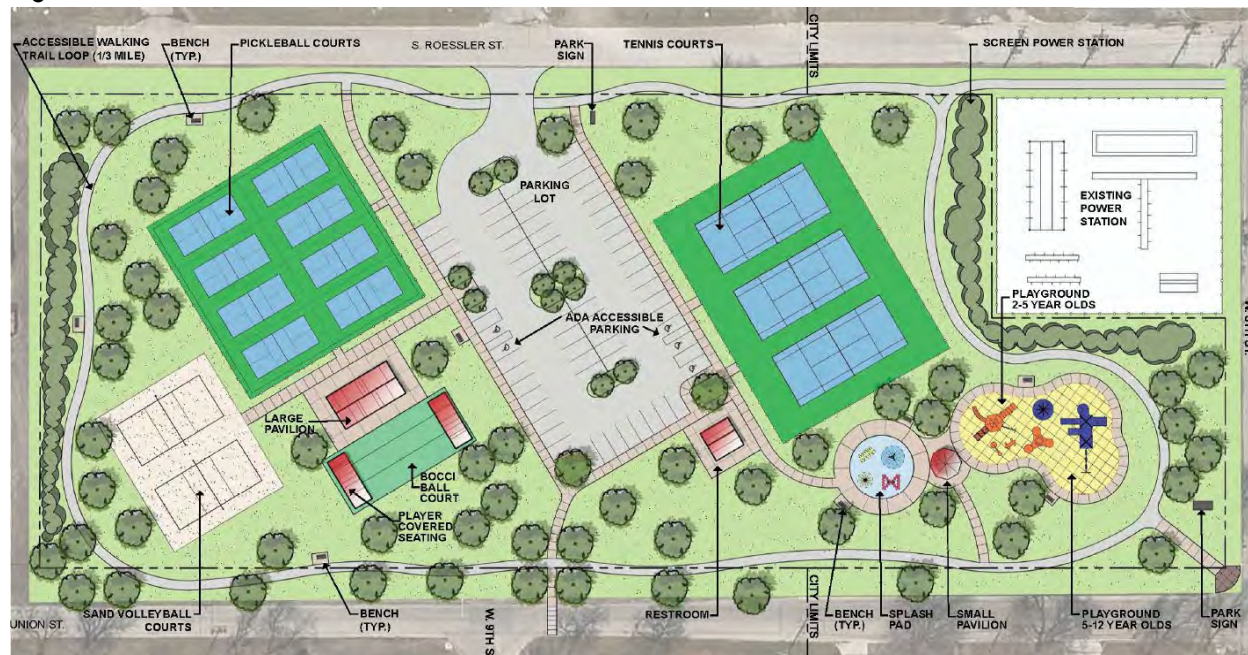 S. ROESSLER ST.
CITY LIMITS
ACCESSIBLE WALKING
TRAIL LOOP (1/3 MILE)
BENCH
(TYP.)
PICKLEBALL COURTS
PARK
SIGN
TENNIS COURTS
SCREEN POWER STATION
PARKING
LOT
EXISTING
POWER
STATION
PLAYGROUND
2-5 YEAR OLDS
ADA ACCESSIBLE
PARKING
LARGE
PAVILION
BOCCI
BALL
COURT
PLAYER
COVERED
SEATING
SAND VOLLEYBALL
COURTS
BENCH
(TYP.)
W. 9TH S
RESTROOM
CITY LIMITS
BENCH
(TYP.)
SPLASH
PAD
SMALL
PAVILION
PLAYGROUND
5-12 YEAR OLDS
PARK
SIGN
UNION ST.